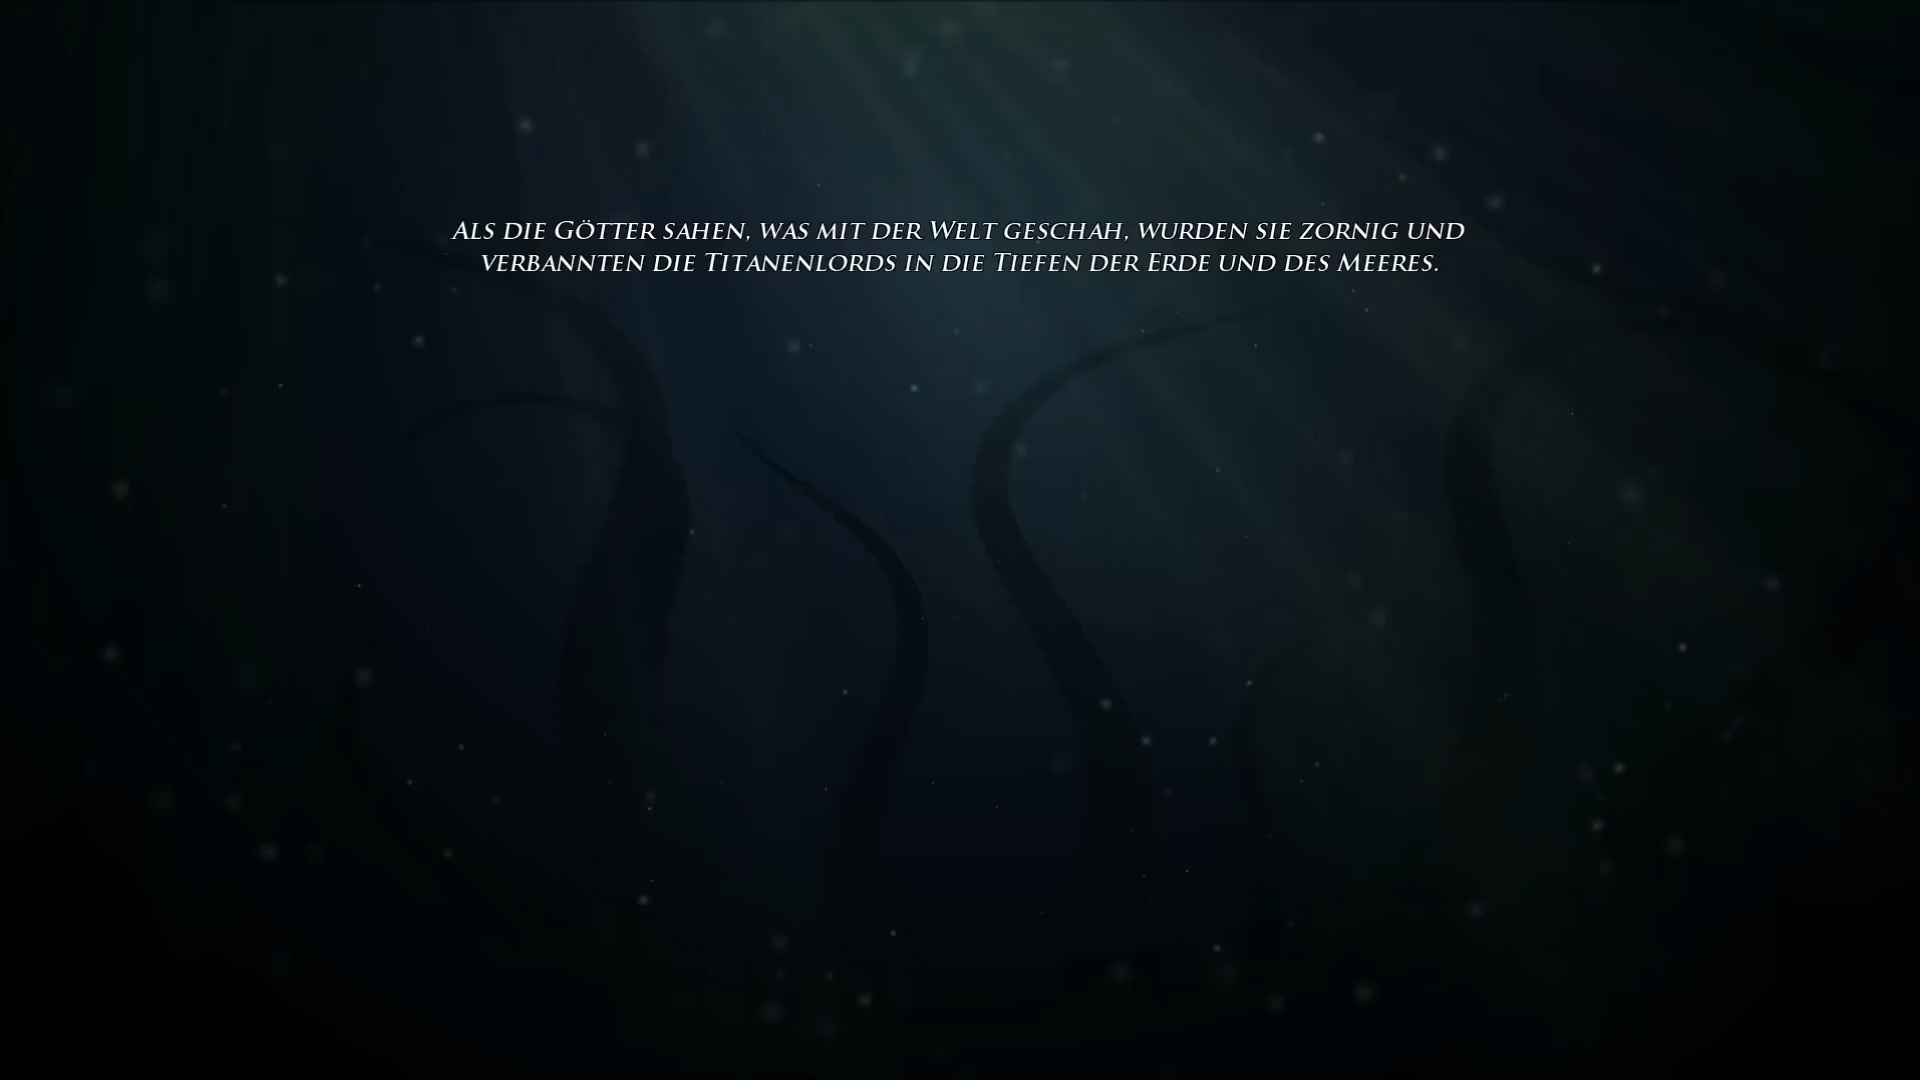 Als die Götter sahen, was mit der Welt geschah, wurden sie zornig und
verbannten die Titanenlords in die Tiefen der Erde und des Meeres.